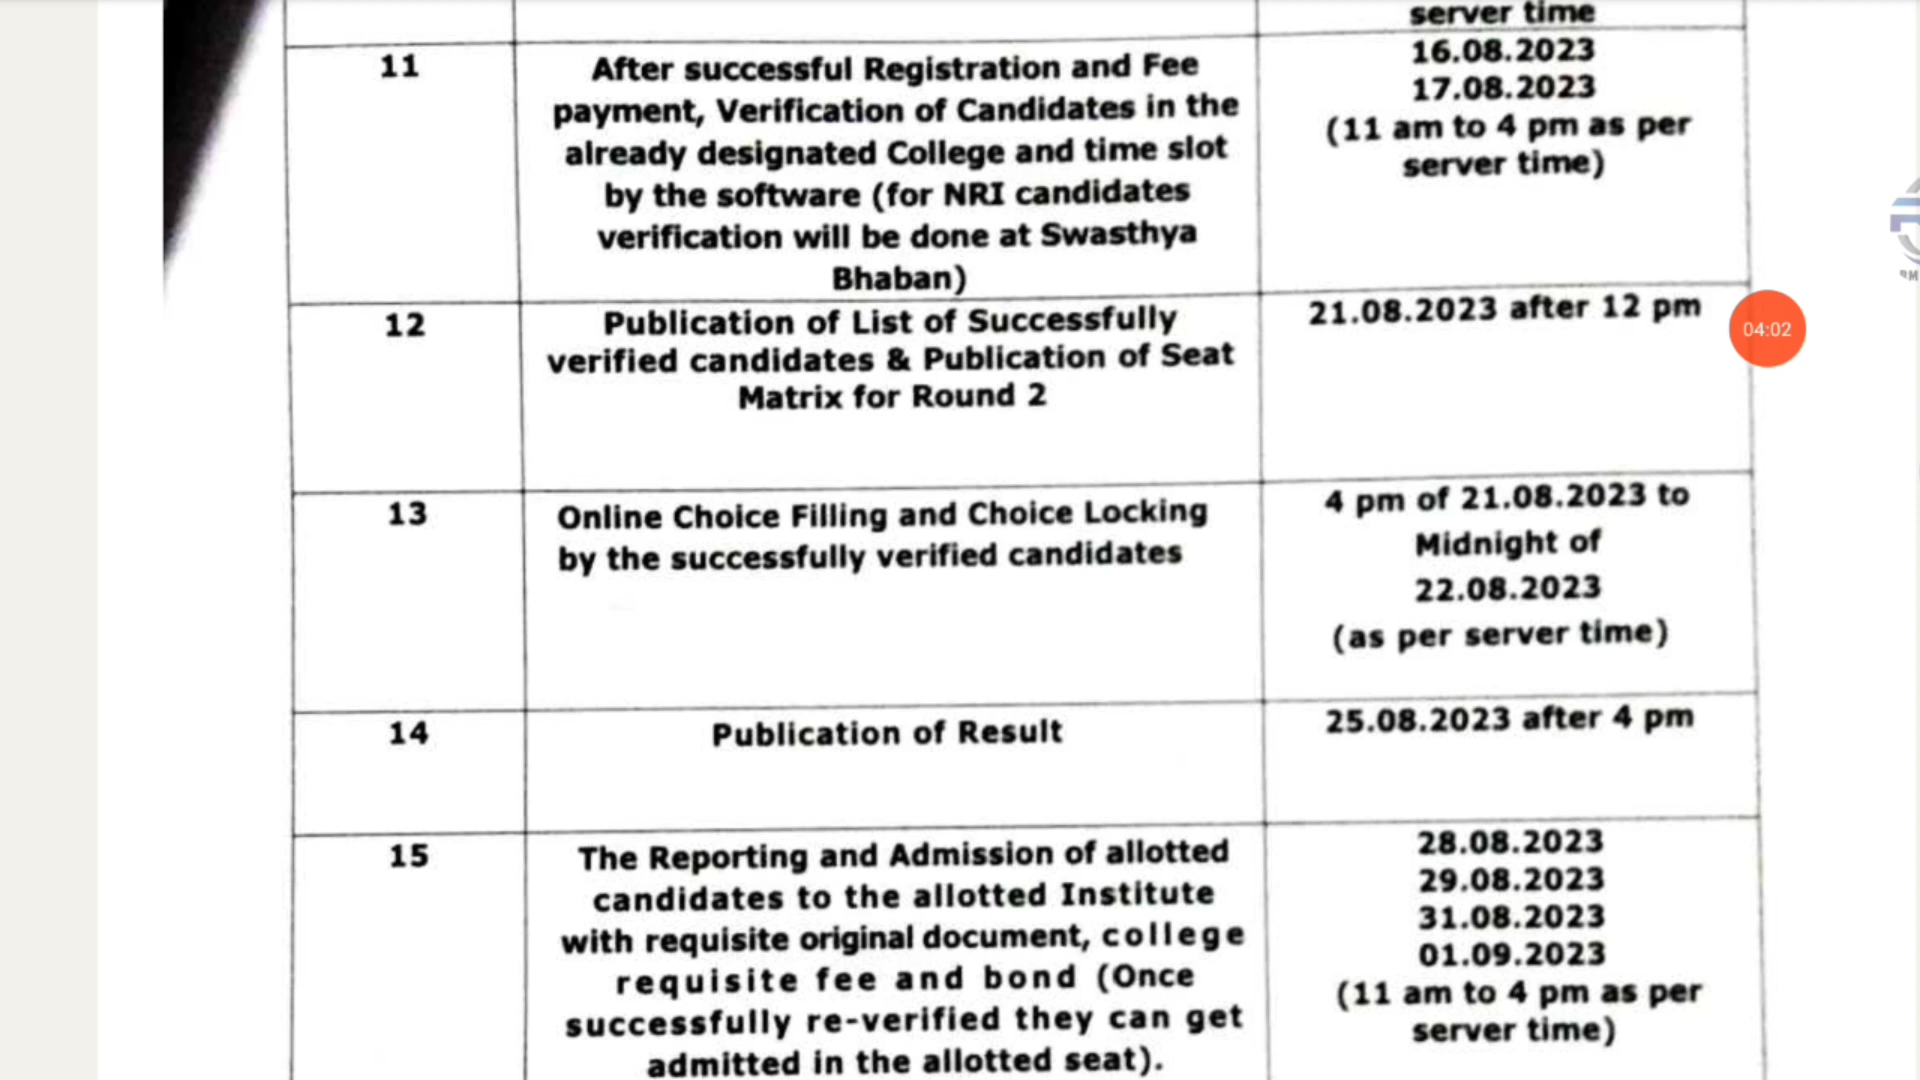 server time
11
After successful Registration and Fee
payment, Verification of Candidates in the
already designated College and time slot
by the software (for NRI candidates
verification will be done at Swasthya
Bhaban)
16.08.2023
17.08.2023
(11 am to 4 pm as per
server time)
12
Publication of List of Successfully
verified candidates & Publication of Seat
Matrix for Round 2
21.08.2023 after 12 pm
04:02
13
Online Choice Filling and Choice Locking
by the successfully verified candidates
4 pm of 21.08.2023 to
Midnight of
22.08.2023
(as per server time)
14
Publication of Result
25.08.2023 after 4 pm
15
The Reporting and Admission of allotted
candidates to the allotted Institute
with requisite original document, college
requisite fee and bond (Once
successfully re-verified they can get
admitted in the allotted seat).
28.08.2023
29.08.2023
31.08.2023
01.09.2023
(11 am to 4 pm as per
server time)